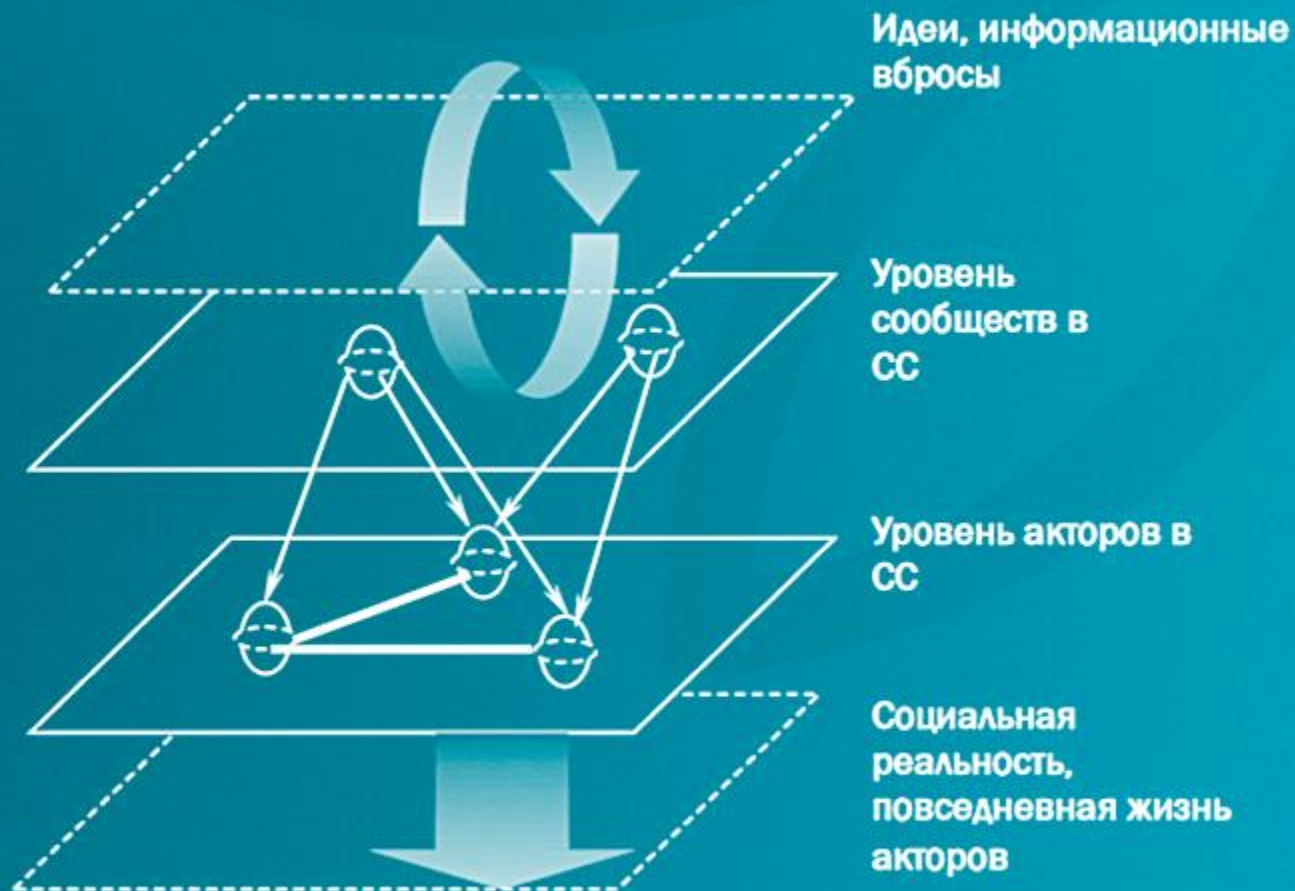 Идеи, информационные
вбросы
Уровень
сообществ в
СС
Уровень акторов в
СС
Социальная
реальность,
повседневная жизнь
акторов